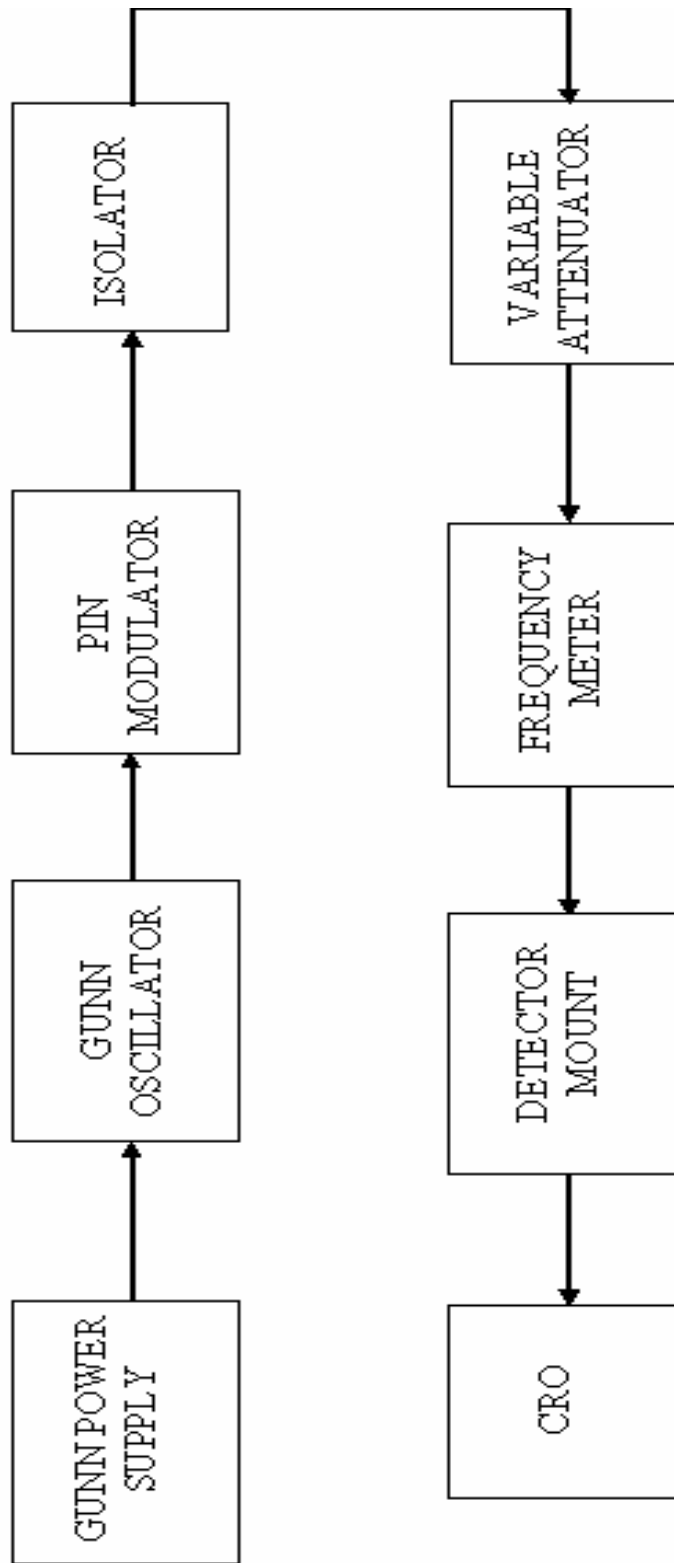 GUNN POWER
SUPPLY
GUNN
OSCILLATOR
PIN
MODULATOR
ISOLATOR
VARIABLE
ATTENUATOR
FREQUENCY
METER
DETECTOR
MOUNT
CRO